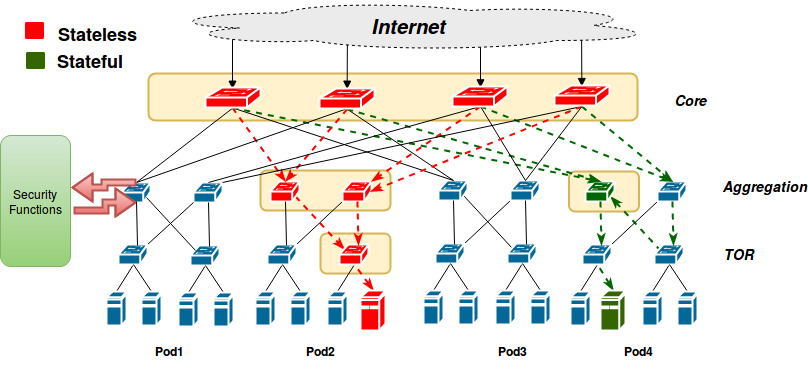 Internet
Stateless
Stateful
Core
Security
Functions
Aggregation
TOR
Pod1
Pod2
Pod3
Pod4